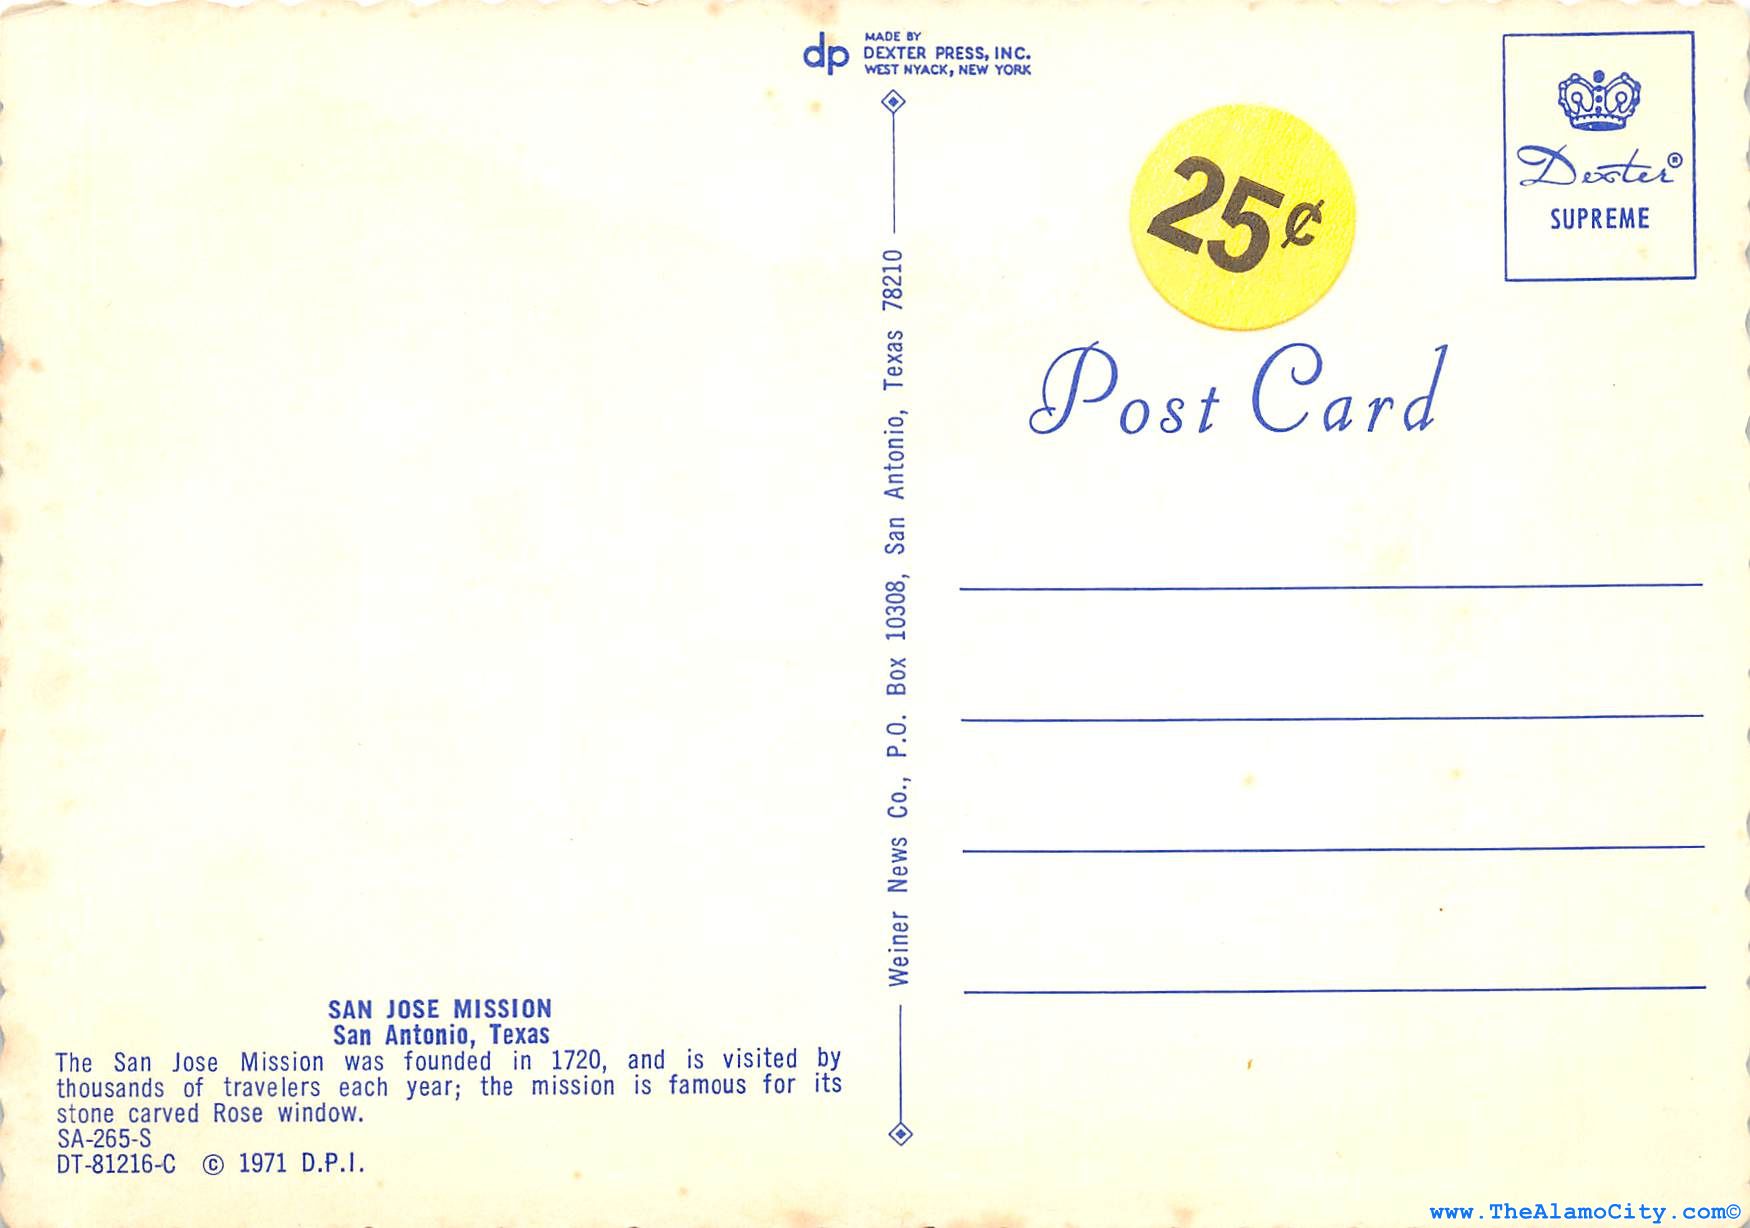 dp
MADE BY
DEXTER PRESS, INC.
WEST NYACK, NEW YORK
Dexter®
SUPREME
25¢
Post Card
Weiner News Co., P.O. Box 10308, San Antonio, Texas 78210
SAN JOSE MISSION
San Antonio, Texas
The San Jose Mission was founded in 1720, and is visited by
thousands of travelers each year; the mission is famous for its
stone carved Rose window.
SA-265-S
DT-81216-C © 1971 D.P.I.
www.TheAlamoCity.com©